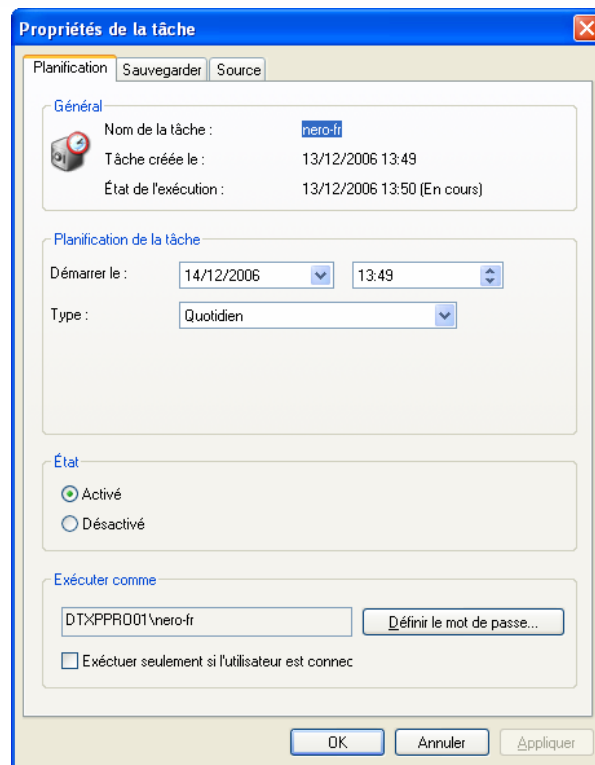 Propriétés de la tâche
Planification Sauvegarder Source
Général
Nom de la tâche : nero-fr
Tâche créée le : 13/12/2006 13:49
État de l'exécution : 13/12/2006 13:50 (En cours)
Planification de la tâche
Démarrer le : 14/12/2006 13:49
Type : Quotidien
État
Activé
Désactivé
Exécuter comme
DTXPPRO01\nero-fr Définir le mot de passe...
Exéctuer seulement si l'utilisateur est connec
OK Annuler Appliquer